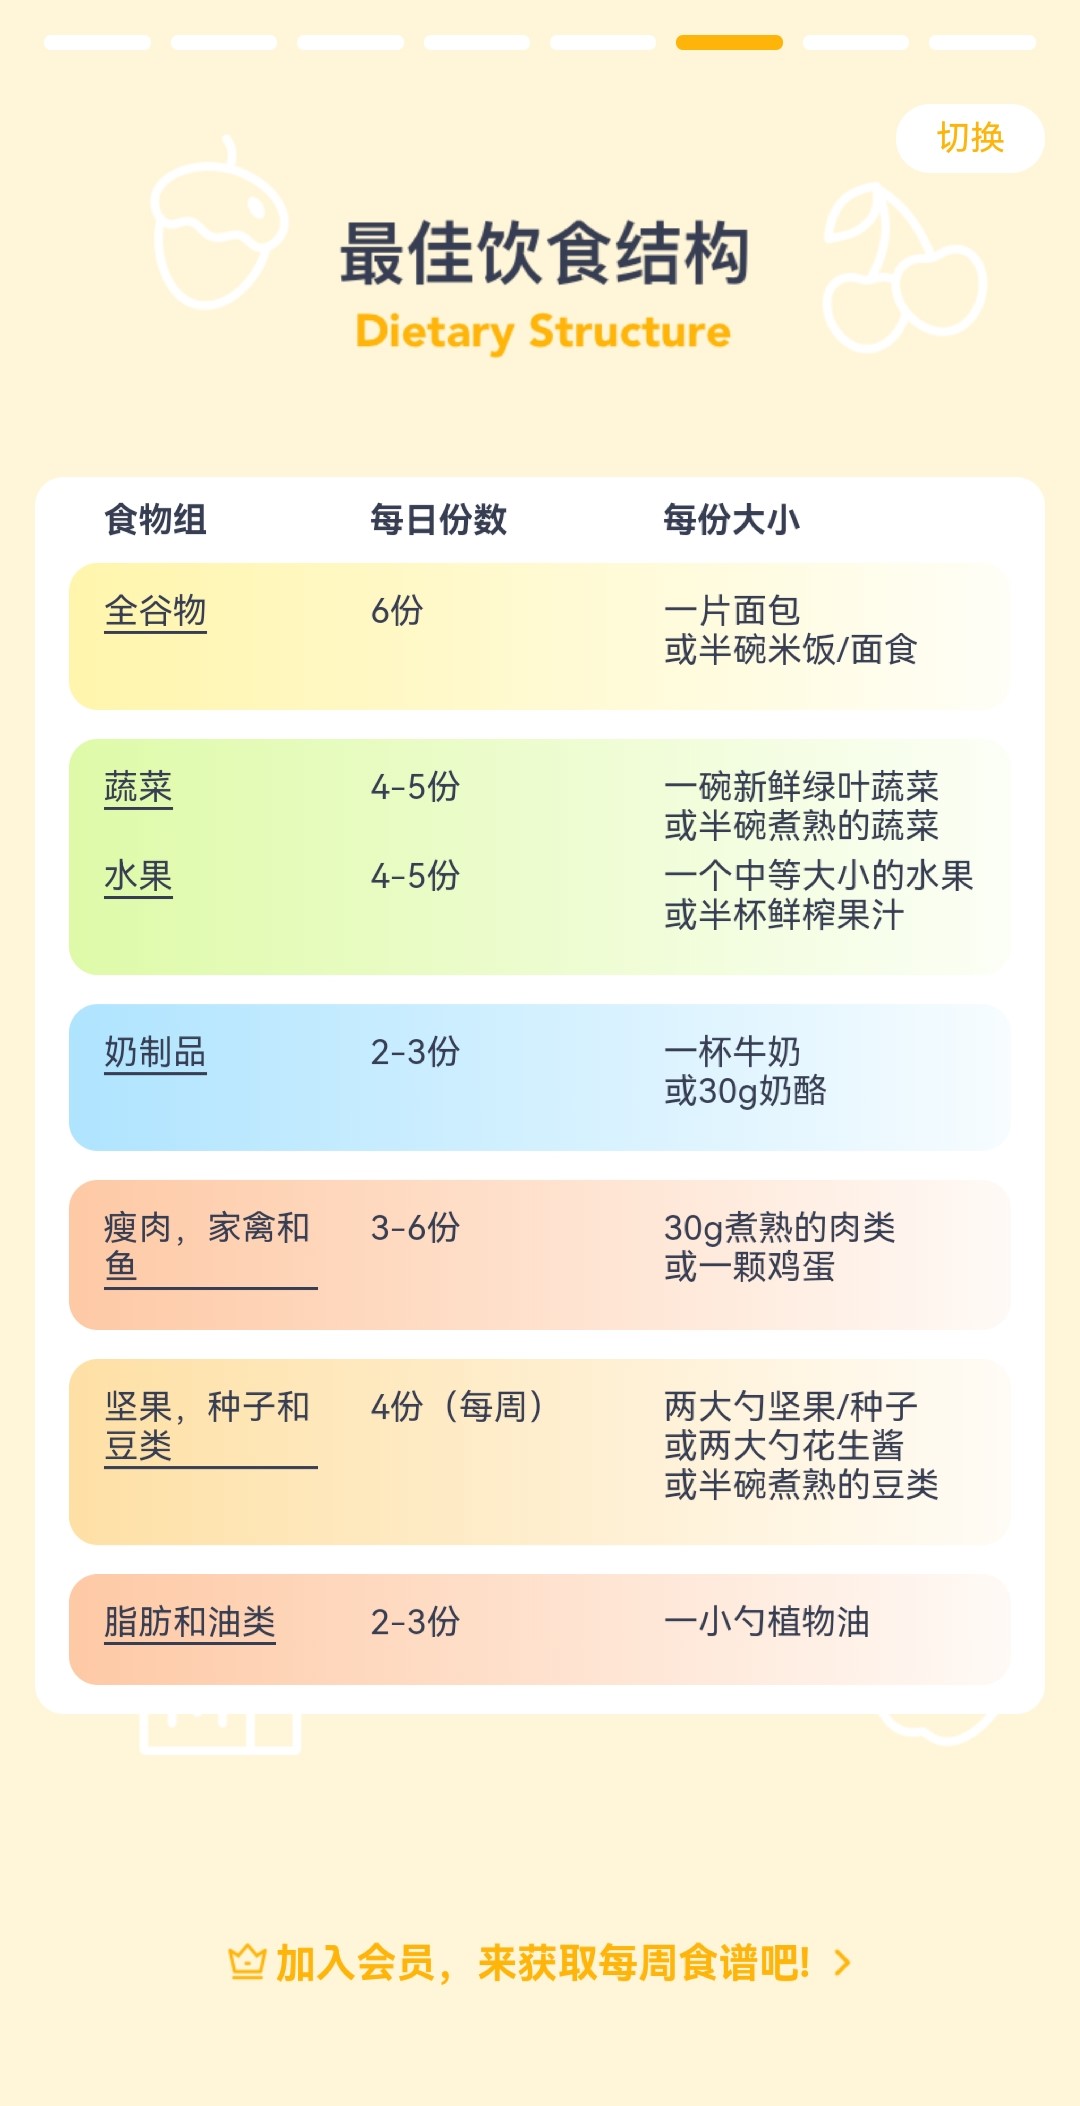 切换
最佳饮食结构
Dietary Structure
食物组 每日份数 每份大小
全谷物 6份 一片面包
或半碗米饭/面食
蔬菜 4-5份 一碗新鲜绿叶蔬菜
或半碗煮熟的蔬菜
水果 4-5份 一个中等大小的水果
或半杯鲜榨果汁
奶制品 2-3份 一杯牛奶
或30g奶酪
瘦肉，家禽和 3-6份 30g煮熟的肉类
鱼 或一颗鸡蛋
坚果，种子和 4份（每周） 两大勺坚果/种子
豆类 或两大勺花生酱
或半碗煮熟的豆类
脂肪和油类 2-3份 一小勺植物油
加入会员，来获取每周食谱吧!